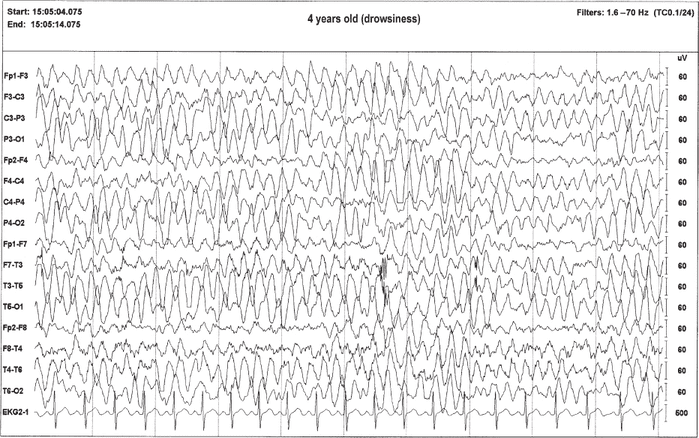 Start: 15:05:04.075
End: 15:05:14.075
4 years old (drowsiness)
Filters: 1.6 –70 Hz (TC0.1/24)
uV
Fp1-F3 60
F3-C3 60
C3-P3 60
P3-O1 60
Fp2-F4 60
F4-C4 60
C4-P4 60
P4-O2 60
Fp1-F7 60
F7-T3 60
T3-T5 60
T5-O1 60
Fp2-F8 60
F8-T4 60
T4-T6 60
T6-O2 60
EKG2-1 600